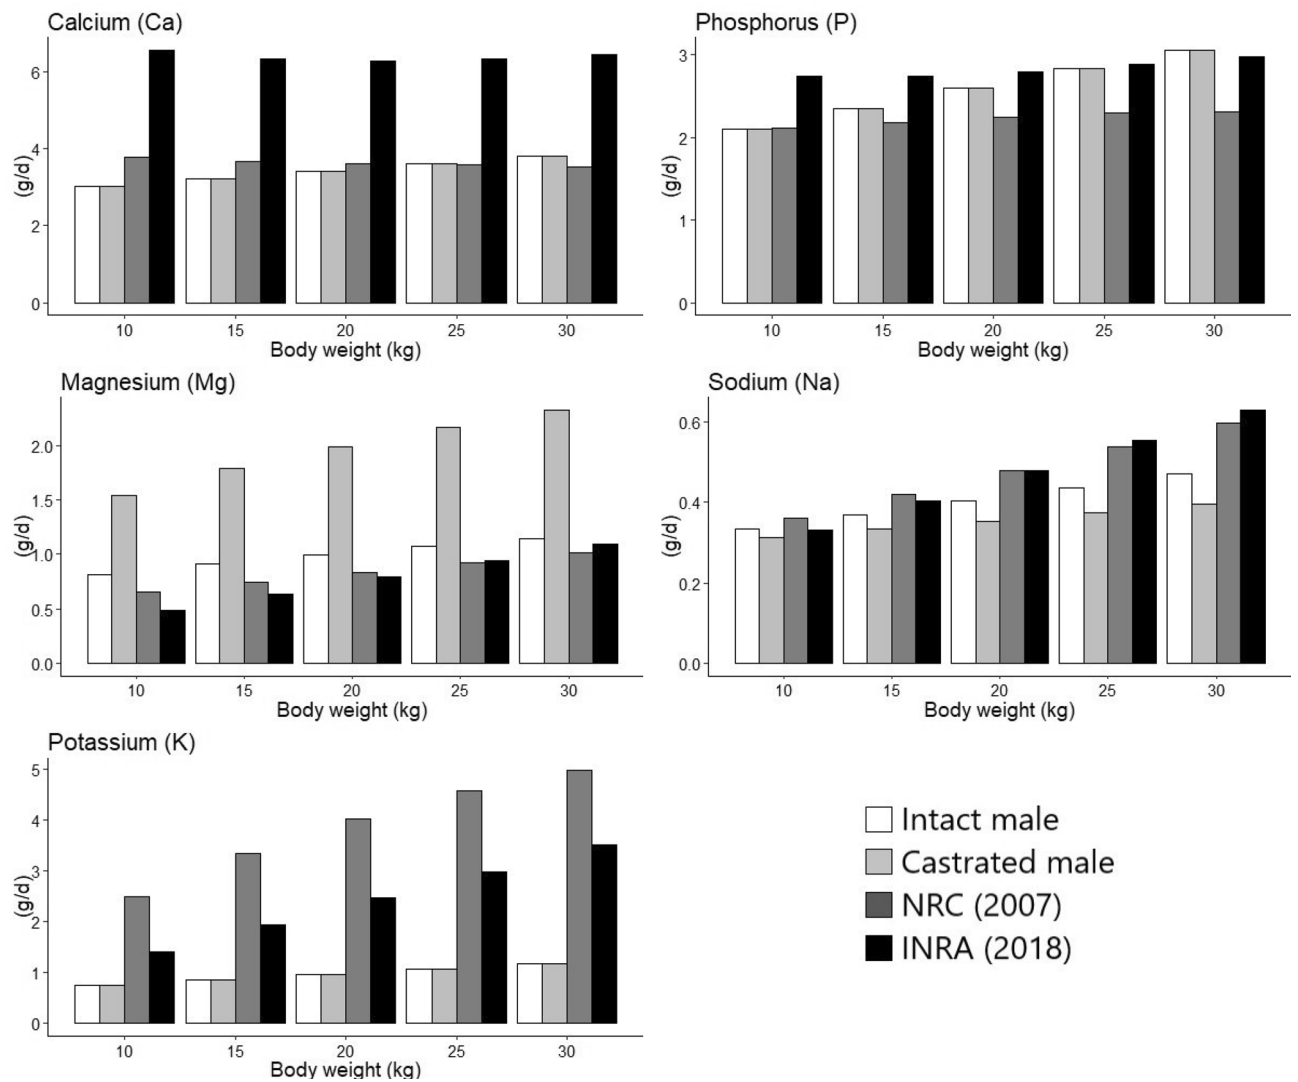 Calcium (Ca)
(g/d)
6
4
2
0
10 15 20 25 30
Body weight (kg)
Phosphorus (P)
(g/d)
3
2
1
0
10 15 20 25 30
Body weight (kg)
Magnesium (Mg)
(g/d)
2.0
1.5
1.0
0.5
0.0
10 15 20 25 30
Body weight (kg)
Sodium (Na)
(g/d)
0.6
0.4
0.2
0.0
10 15 20 25 30
Body weight (kg)
Potassium (K)
(g/d)
5
4
3
2
1
0
10 15 20 25 30
Body weight (kg)
Intact male
Castrated male
NRC (2007)
INRA (2018)